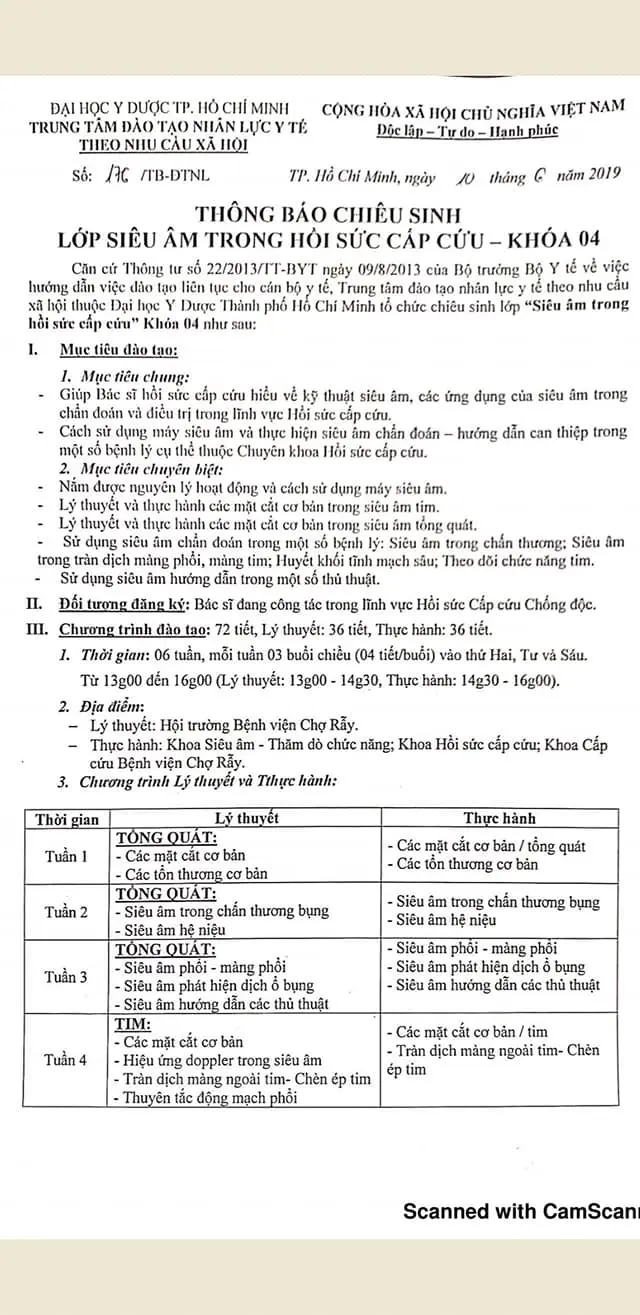 ĐẠI HỌC Y DƯỢC TP. HỒ CHÍ MINH
TRUNG TÂM ĐÀO TẠO NHÂN LỰC Y TẾ
THEO NHU CẦU XÃ HỘI
CỘNG HÒA XÃ HỘI CHỦ NGHĨA VIỆT NAM
Độc lập – Tự do – Hạnh phúc
Số: 176 /TB-ĐTNL
TP. Hồ Chí Minh, ngày 10 tháng 6 năm 2019
THÔNG BÁO CHIÊU SINH
LỚP SIÊU ÂM TRONG HỒI SỨC CẤP CỨU – KHÓA 04
Căn cứ Thông tư số 22/2013/TT-BYT ngày 09/8/2013 của Bộ trưởng Bộ Y tế về việc
hướng dẫn việc đào tạo liên tục cho cán bộ y tế, Trung tâm đào tạo nhân lực y tế theo nhu cầu
xã hội thuộc Đại học Y Dược Thành phố Hồ Chí Minh tổ chức chiêu sinh lớp “Siêu âm trong
hồi sức cấp cứu” Khóa 04 như sau:
I. Mục tiêu đào tạo:
1. Mục tiêu chung:
- Giúp Bác sĩ hồi sức cấp cứu hiểu về kỹ thuật siêu âm, các ứng dụng của siêu âm trong
chẩn đoán và điều trị trong lĩnh vực Hồi sức cấp cứu.
- Cách sử dụng máy siêu âm và thực hiện siêu âm chẩn đoán – hướng dẫn can thiệp trong
một số bệnh lý cụ thể thuộc Chuyên khoa Hồi sức cấp cứu.
2. Mục tiêu chuyên biệt:
- Nắm được nguyên lý hoạt động và cách sử dụng máy siêu âm.
- Lý thuyết và thực hành các mặt cắt cơ bản trong siêu âm tim.
- Lý thuyết và thực hành các mặt cắt cơ bản trong siêu âm tổng quát.
- Sử dụng siêu âm chẩn đoán trong một số bệnh lý: Siêu âm trong chấn thương; Siêu âm
trong tràn dịch màng phổi, màng tim; Huyết khối tĩnh mạch sâu; Theo dõi chức năng tim.
- Sử dụng siêu âm hướng dẫn trong một số thủ thuật.
II. Đối tượng đăng ký: Bác sĩ đang công tác trong lĩnh vực Hồi sức Cấp cứu Chống độc.
III. Chương trình đào tạo: 72 tiết, Lý thuyết: 36 tiết, Thực hành: 36 tiết.
1. Thời gian: 06 tuần, mỗi tuần 03 buổi chiều (04 tiết/buổi) vào thứ Hai, Tư và Sáu.
Từ 13g00 đến 16g00 (Lý thuyết: 13g00 - 14g30, Thực hành: 14g30 - 16g00).
2. Địa điểm:
– Lý thuyết: Hội trường Bệnh viện Chợ Rẫy.
– Thực hành: Khoa Siêu âm - Thăm dò chức năng; Khoa Hồi sức cấp cứu; Khoa Cấp
cứu Bệnh viện Chợ Rẫy.
3. Chương trình Lý thuyết và Tthực hành:
Thời gian Lý thuyết Thực hành
Tuần 1
TỔNG QUÁT:
- Các mặt cắt cơ bản
- Các tổn thương cơ bản
- Các mặt cắt cơ bản / tổng quát
- Các tổn thương cơ bản
Tuần 2
TỔNG QUÁT:
- Siêu âm trong chấn thương bụng
- Siêu âm hệ niệu
- Siêu âm trong chấn thương bụng
- Siêu âm hệ niệu
Tuần 3
TỔNG QUÁT:
- Siêu âm phổi - màng phổi
- Siêu âm phát hiện dịch ổ bụng
- Siêu âm hướng dẫn các thủ thuật
- Siêu âm phổi - màng phổi
- Siêu âm phát hiện dịch ổ bụng
- Siêu âm hướng dẫn các thủ thuật
Tuần 4
TIM:
- Các mặt cắt cơ bản
- Hiệu ứng doppler trong siêu âm
- Tràn dịch màng ngoài tim- Chèn ép tim
- Thuyên tắc động mạch phổi
- Các mặt cắt cơ bản / tim
- Tràn dịch màng ngoài tim- Chèn
ép tim
Scanned with CamScann